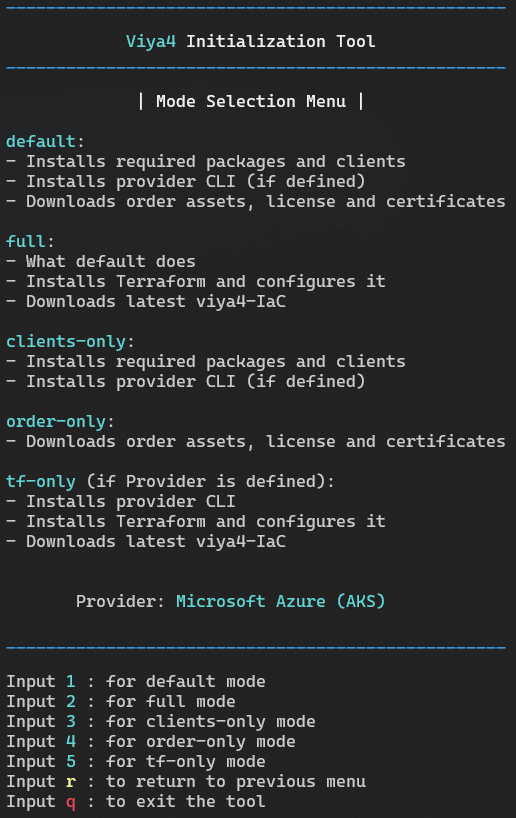 Viya4 Initialization Tool
| Mode Selection Menu |
default:
- Installs required packages and clients
- Installs provider CLI (if defined)
- Downloads order assets, license and certificates
full:
- What default does
- Installs Terraform and configures it
- Downloads latest viya4-IaC
clients-only:
- Installs required packages and clients
- Installs provider CLI (if defined)
order-only:
- Downloads order assets, license and certificates
tf-only (if Provider is defined):
- Installs provider CLI
- Installs Terraform and configures it
- Downloads latest viya4-IaC
Provider: Microsoft Azure (AKS)
Input 1 : for default mode
Input 2 : for full mode
Input 3 : for clients-only mode
Input 4 : for order-only mode
Input 5 : for tf-only mode
Input r : to return to previous menu
Input q : to exit the tool